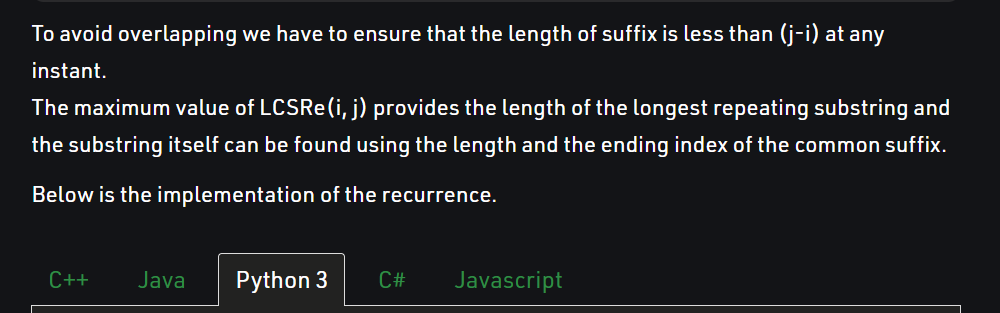 To avoid overlapping we have to ensure that the length of suffix is less than (j-i) at any
instant.
The maximum value of LCSRe(i, j) provides the length of the longest repeating substring and
the substring itself can be found using the length and the ending index of the common suffix.
Below is the implementation of the recurrence.
C++ Java Python 3 C# Javascript